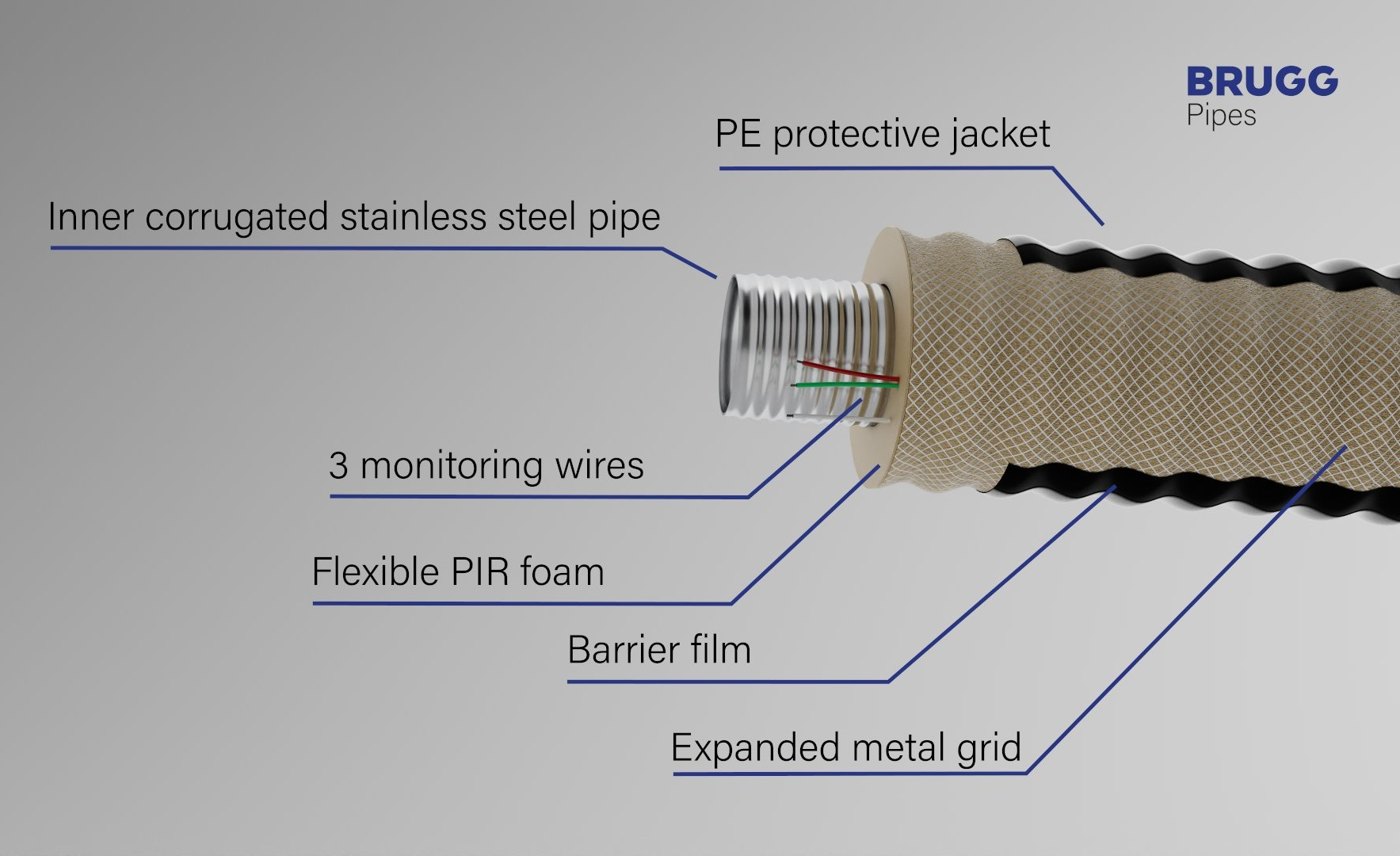 BRUGG
Pipes
PE protective jacket
Inner corrugated stainless steel pipe
3 monitoring wires
Flexible PIR foam
Barrier film
Expanded metal grid